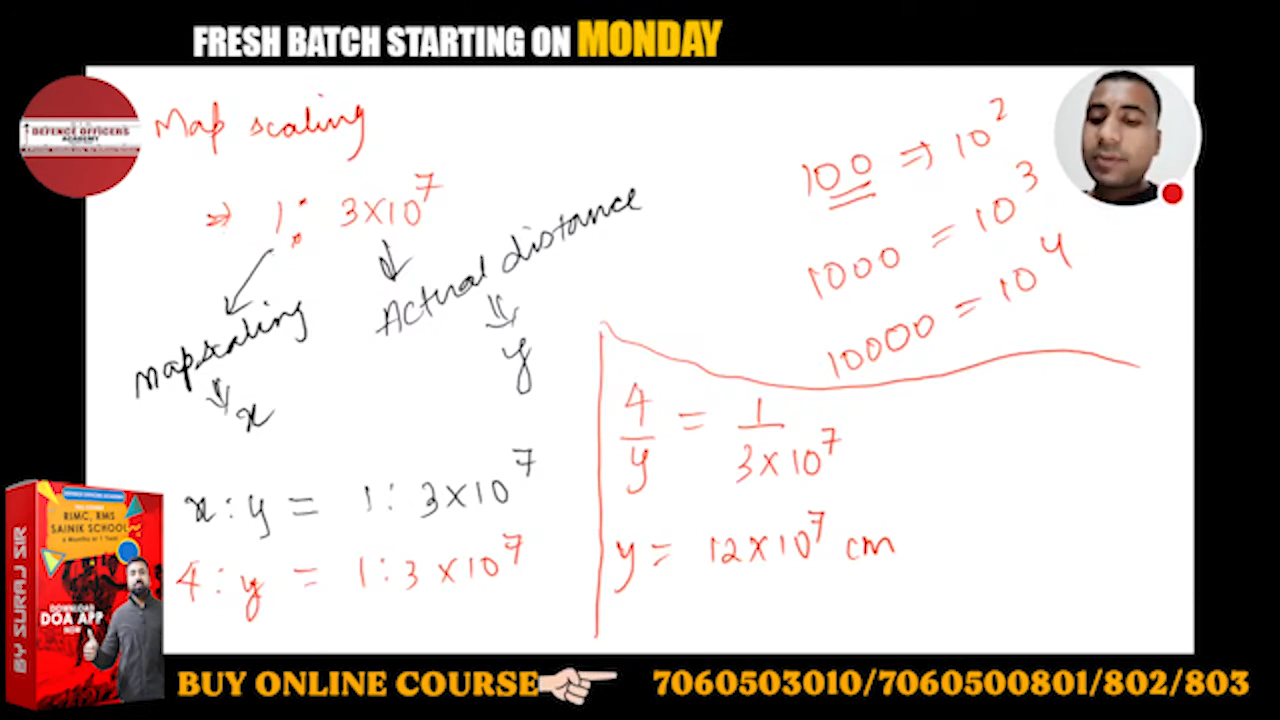 FRESH BATCH STARTING ON MONDAY
DEFENCE OFFICERS
ACADEMY
Map scaling
⇒ 1 : 3×10⁷
Map scaling
⇓
x
Actual distance
⇓
y
x : y = 1 : 3×10⁷
4 : y = 1 : 3×10⁷
100 ⇒ 10²
1000 = 10³
10000 = 10⁴
4/y = 1/3×10⁷
y = 12×10⁷ cm
RIMC, RMS
SAINIK SCHOOL
DOWNLOAD
DOA APP
NOW
BY SURAJ SIR
BUY ONLINE COURSE
7060503010/7060500801/802/803